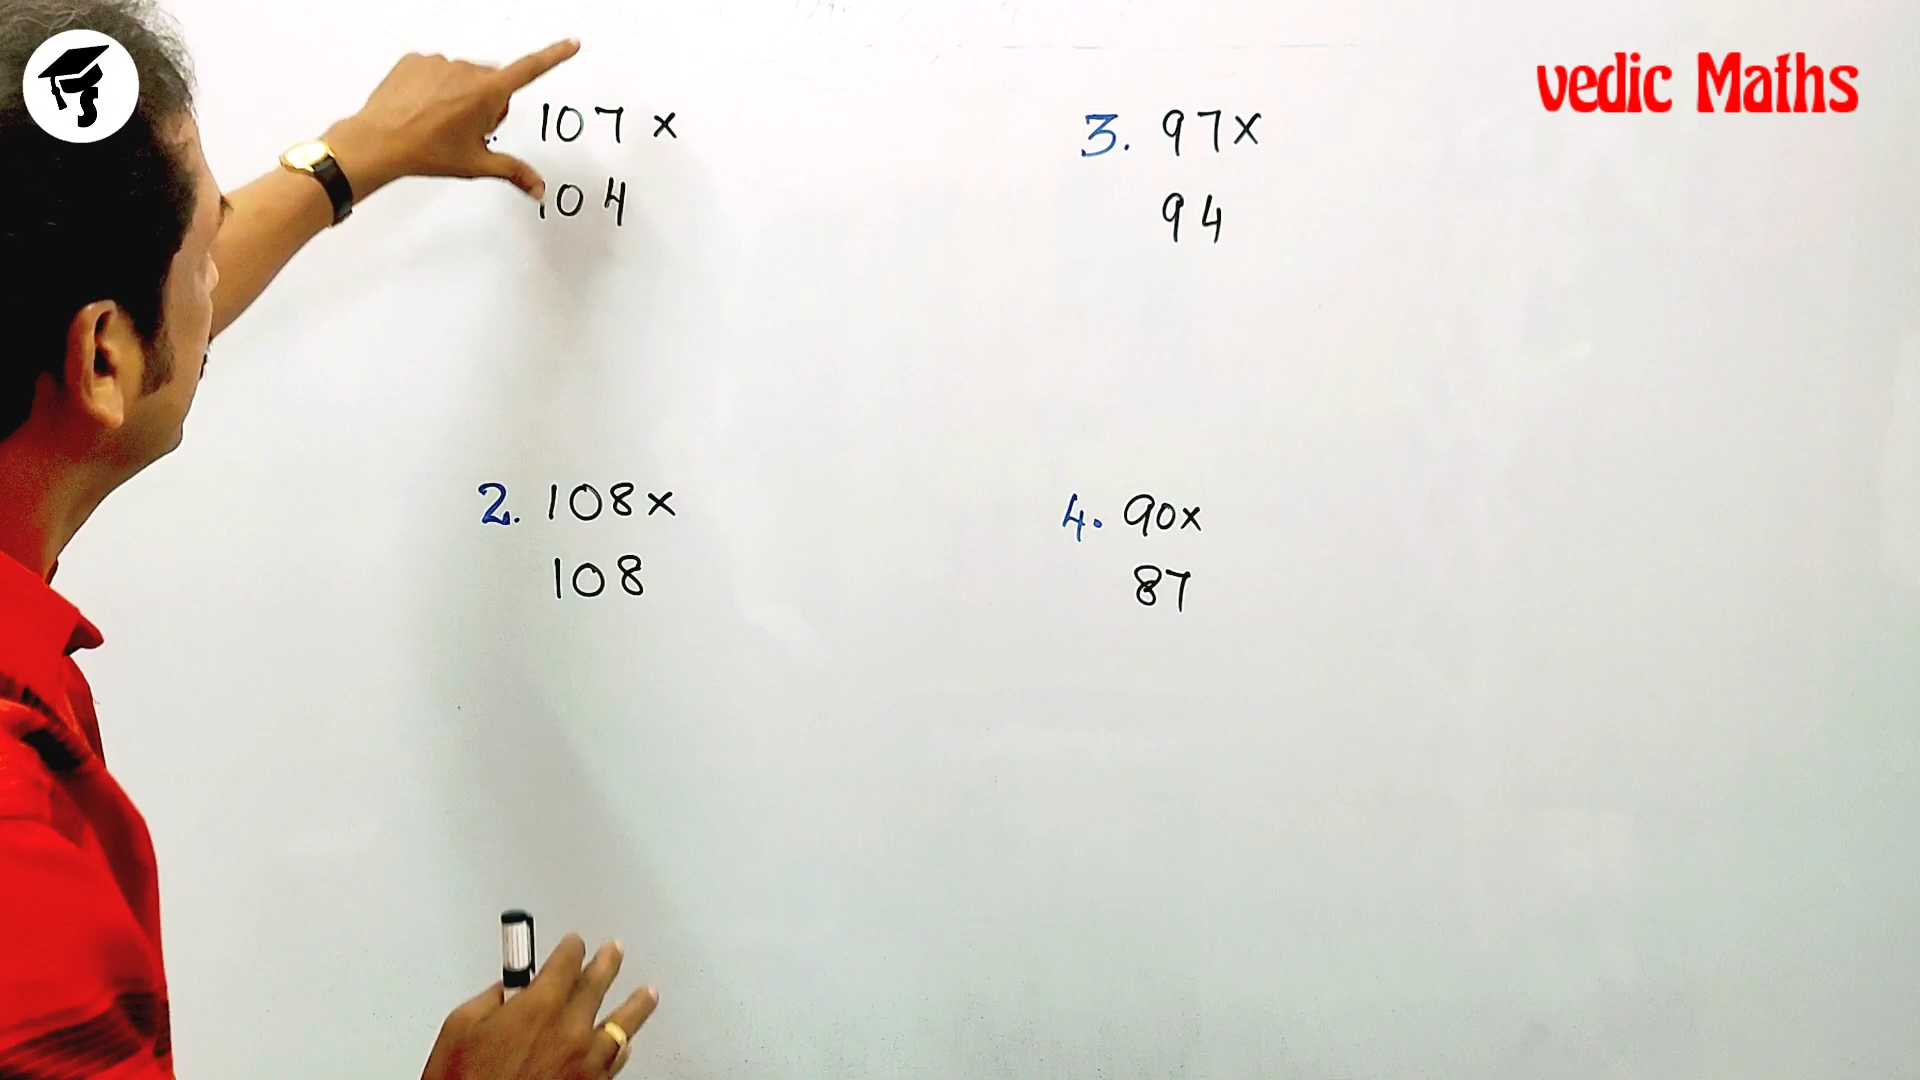 vedic Maths
107 x
104
2. 108 x
108
3. 97 x
94
4. 90 x
87